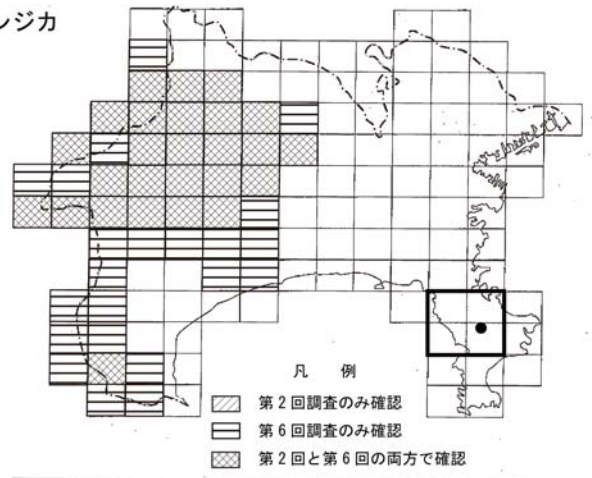 ンジカ
凡　例
第２回調査のみ確認
第６回調査のみ確認
第２回と第６回の両方で確認